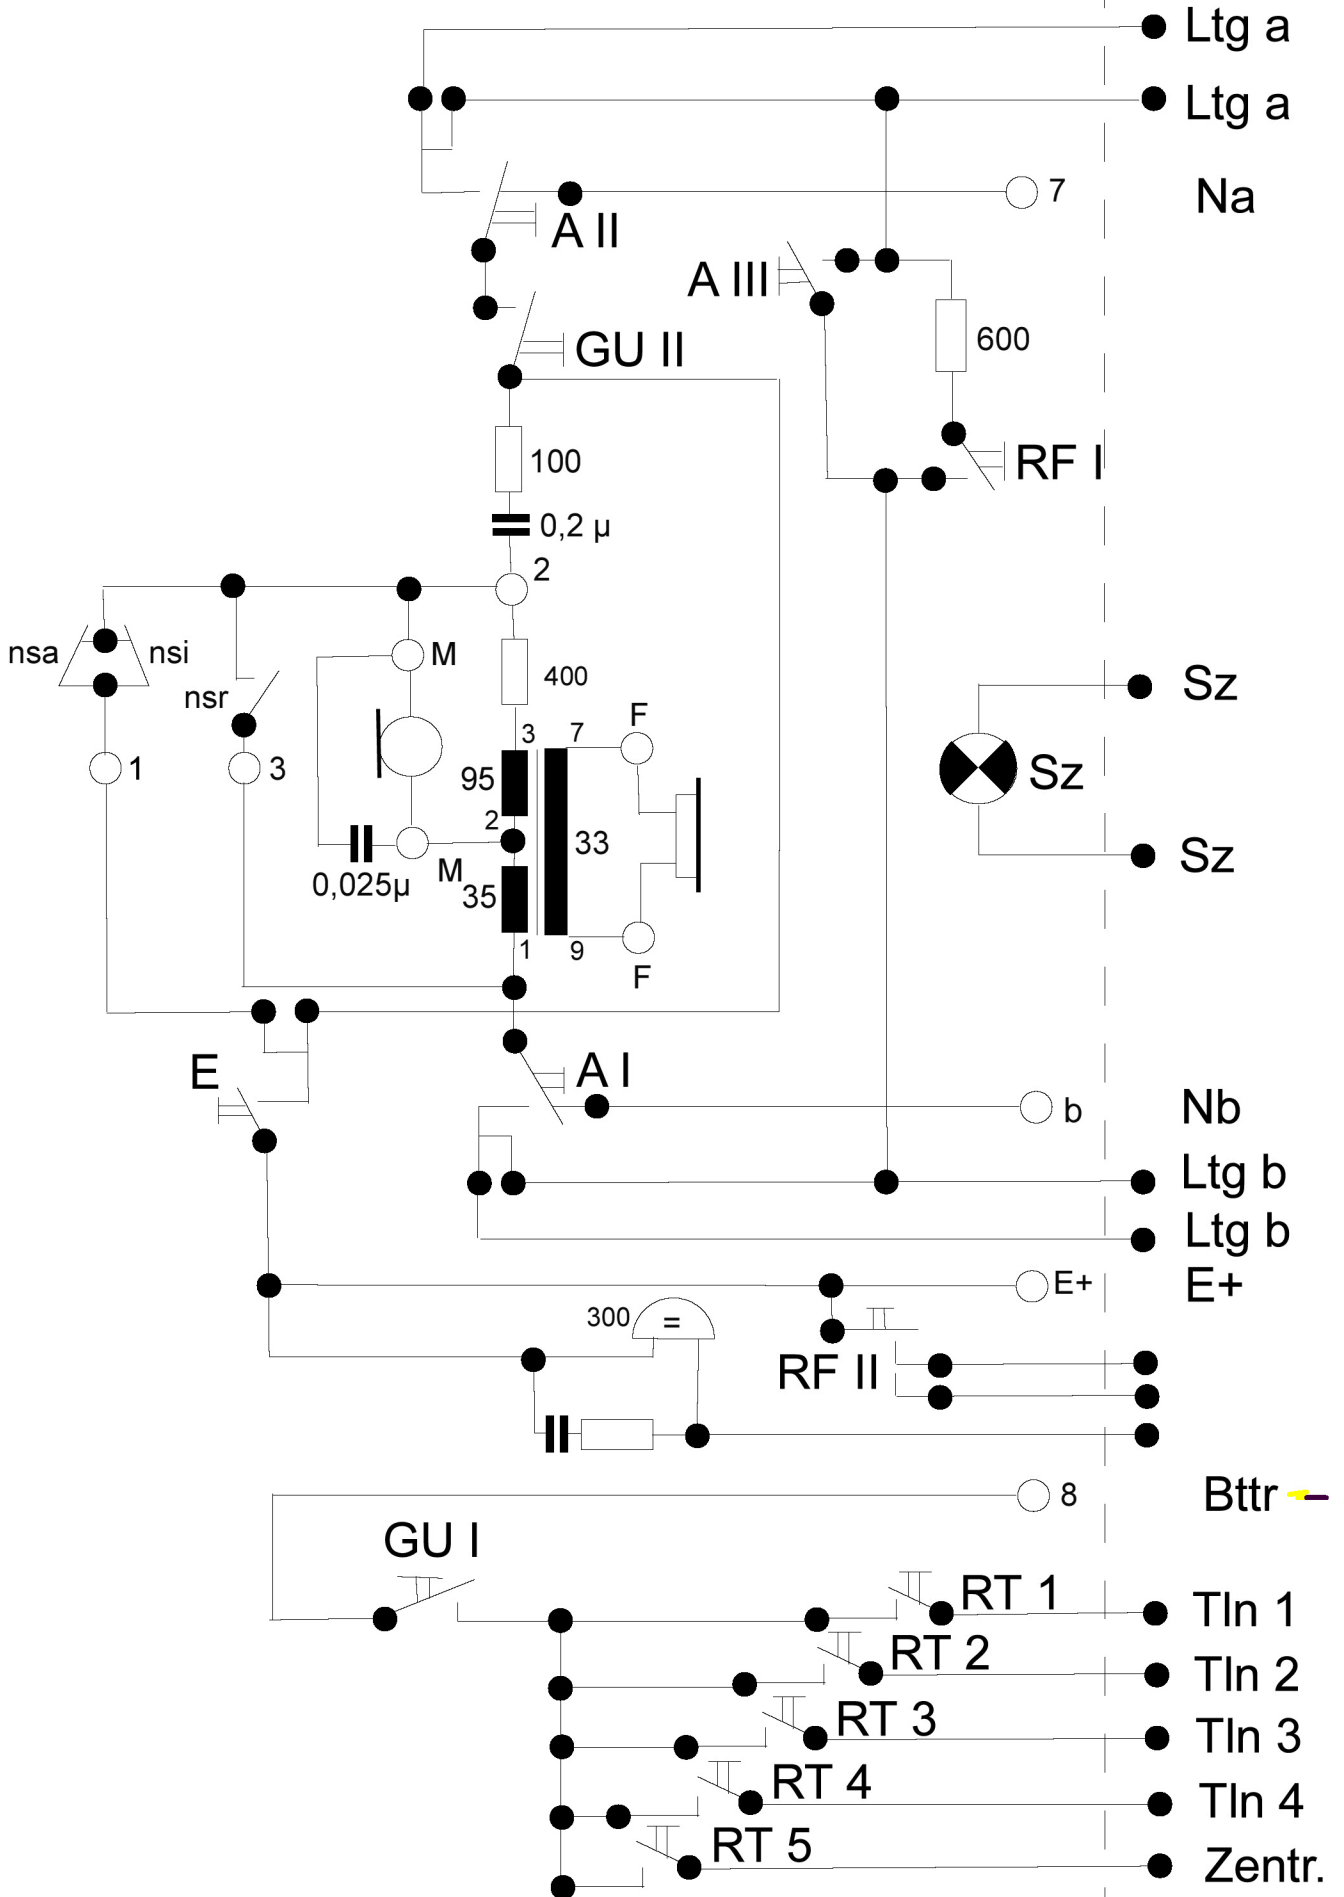 Ltg a
Ltg a
7
Na
A II
A III
GU II
600
100
RF I
0,2 µ
2
nsa
nsi
M
400
nsr
Sz
F
3
7
1
3
95
Sz
2
33
M
0,025µ
35
Sz
1
9
F
E
A I
b
Nb
Ltg b
Ltg b
E+
E+
300
=
RF II
8
Bttr -
GU I
RT 1
Tln 1
RT 2
Tln 2
RT 3
Tln 3
RT 4
Tln 4
RT 5
Zentr.